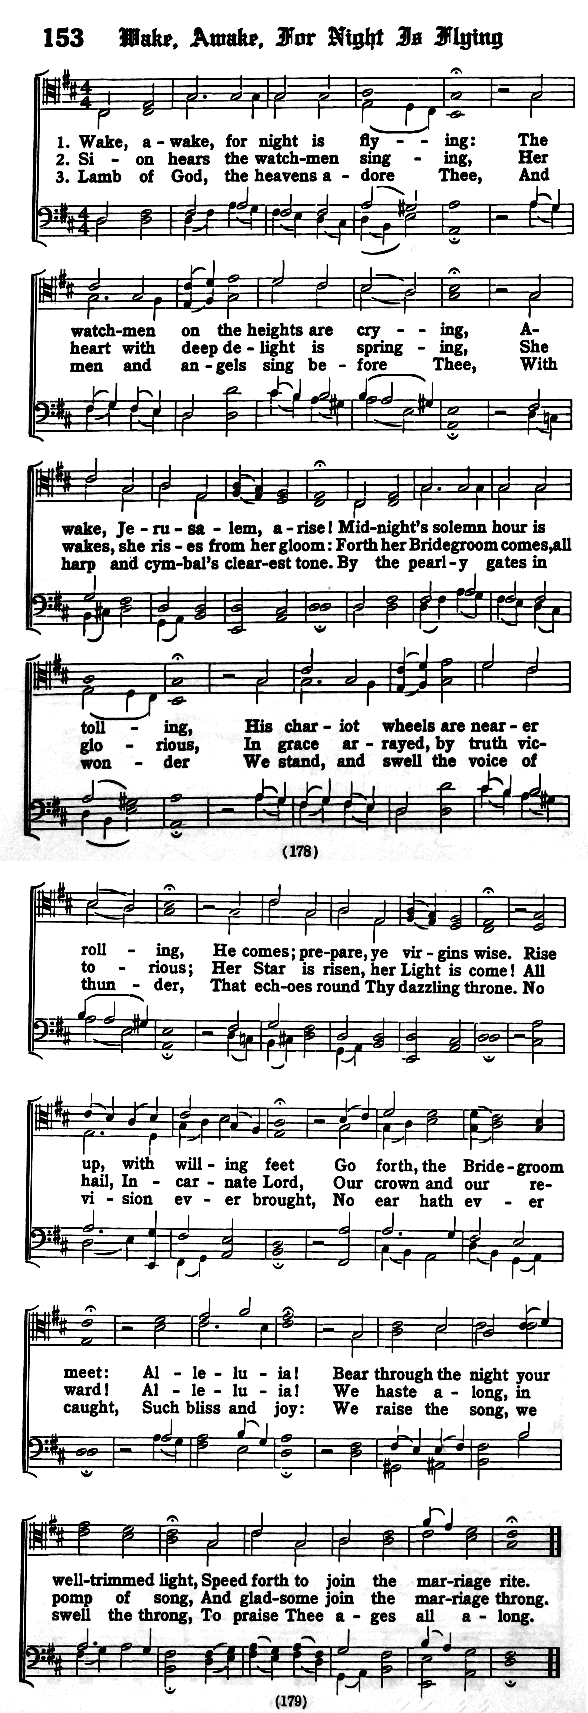 153 Wake, Awake, For Night Is Flying
1. Wake, a - wake, for night is fly - - ing: The
2. Si - on hears the watch-men sing - ing, Her
3. Lamb of God, the heavens a - dore Thee, And
watch-men on the heights are cry - - ing, A-
heart with deep de - light is spring - ing, She
men and an - gels sing be - fore Thee, With
wake, Je - ru - sa - lem, a - rise! Mid-night's solemn hour is
wakes, she ris - es from her gloom: Forth her Bridegroom comes, all
harp and cym-bal's clear-est tone. By the pearl - y gates in
toll - ing, His char - iot wheels are near - er
glo - rious, In grace ar - rayed, by truth vic-
won - der We stand, and swell the voice of
(178)
roll - ing, He comes; pre-pare, ye vir - gins wise. Rise
to - rious; Her Star is risen, her Light is come! All
thun - der, That ech-oes round Thy dazzling throne. No
up, with will - ing feet Go forth, the Bride-groom
hail, In - car - nate Lord, Our crown and our re-
vi - sion ev - er brought, No ear hath ev - er
meet: Al - le - lu - ia! Bear through the night your
ward! Al - le - lu - ia! We haste a - long, in
caught, Such bliss and joy: We raise the song, we
well-trimmed light, Speed forth to join the mar-riage rite.
pomp of song, And glad-some join the mar-riage throng.
swell the throng, To praise Thee a - ges all a - long.
(179)